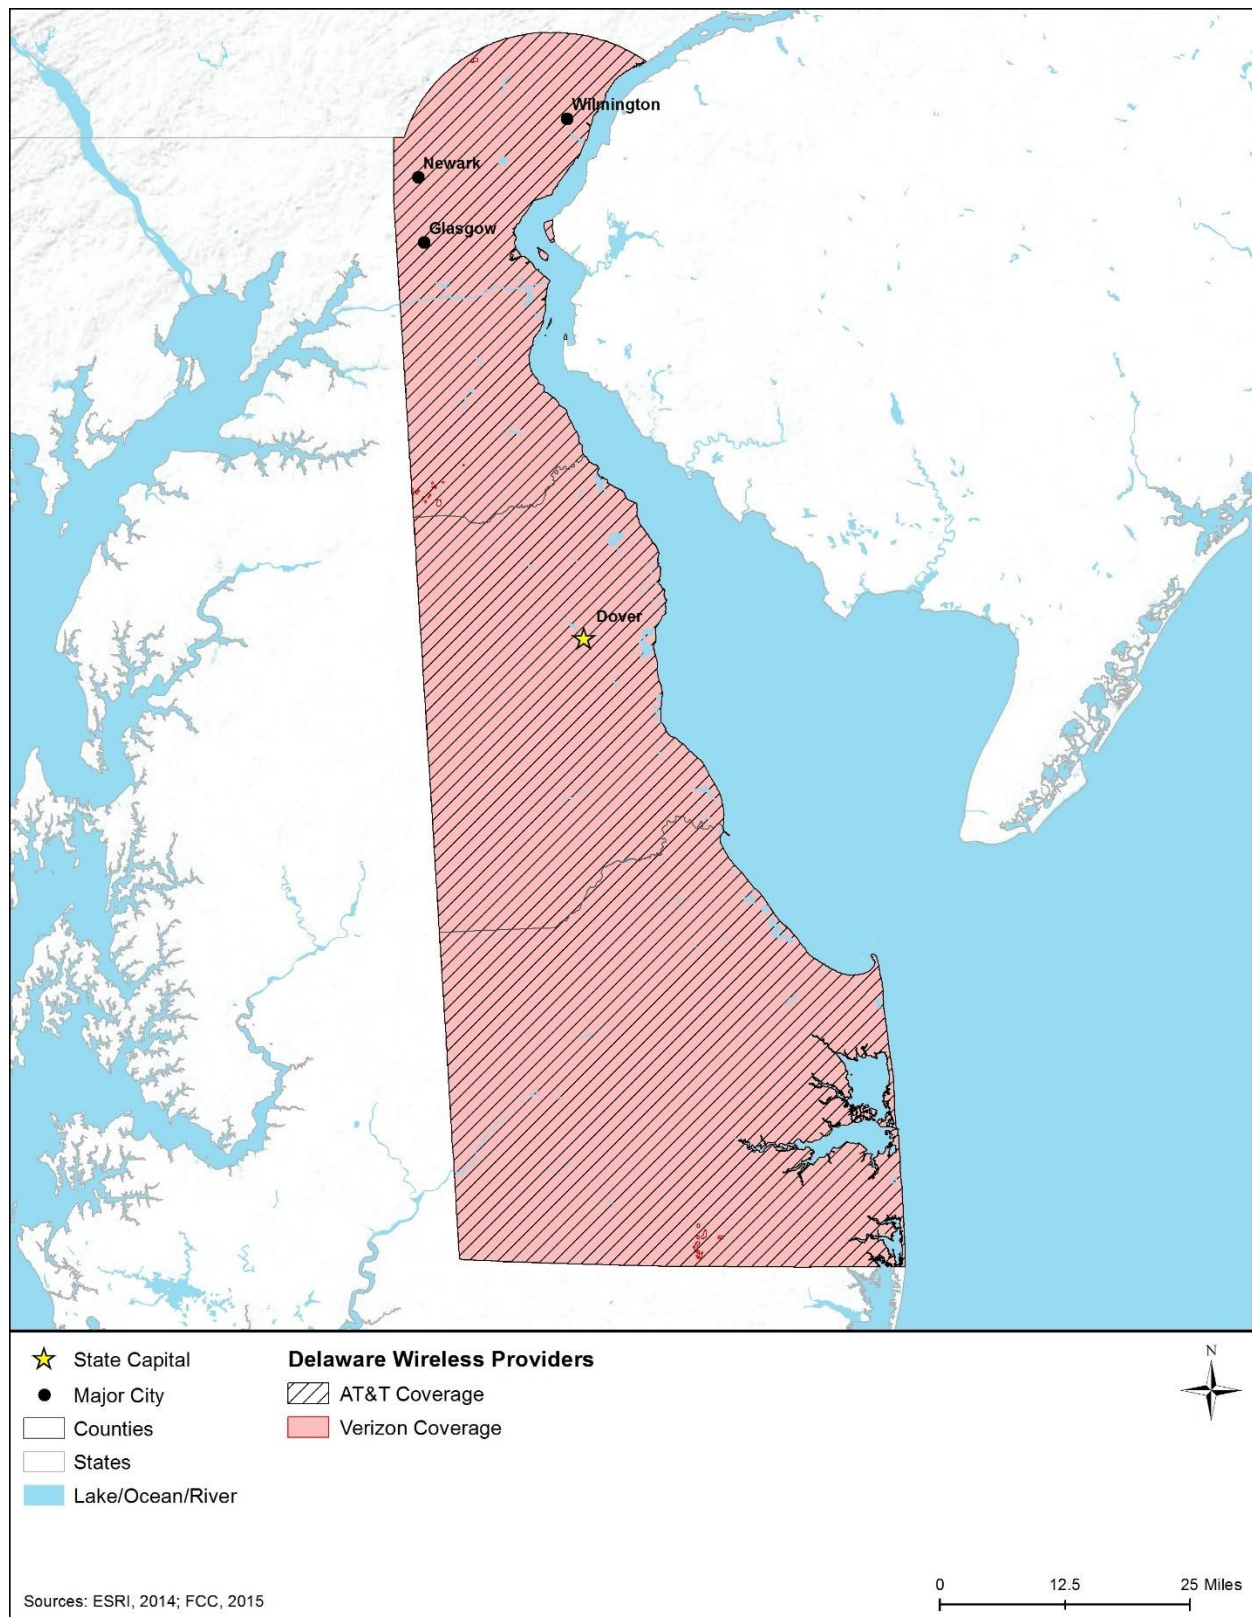 Wilmington
Newark
Glasgow
Dover
State Capital
Major City
Counties
States
Lake/Ocean/River
Delaware Wireless Providers
AT&T Coverage
Verizon Coverage
N
Sources: ESRI, 2014; FCC, 2015
0 12.5 25 Miles